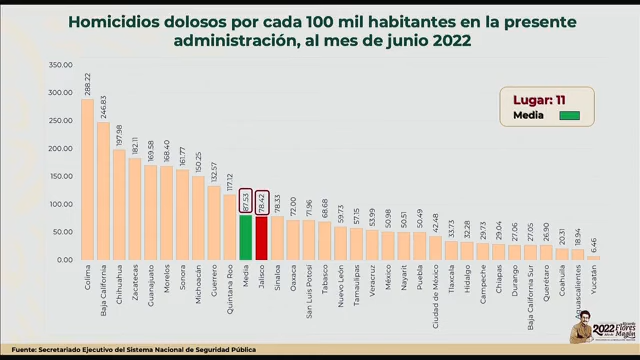 Homicidios dolosos por cada 100 mil habitantes en la presente
administración, al mes de junio 2022
Lugar: 11
Media
350.00
300.00
250.00
200.00
150.00
100.00
50.00
0.00
288.22
246.83
197.98
182.11
169.58
168.40
161.77
150.25
132.57
117.12
87.53
78.42
78.33
72.00
71.96
68.68
59.73
57.15
53.99
50.98
50.51
50.49
42.48
33.73
32.28
29.73
29.04
27.06
27.05
26.90
20.31
18.94
6.46
Colima
Baja California
Chihuahua
Zacatecas
Guanajuato
Morelos
Sonora
Michoacán
Guerrero
Quintana Roo
Media
Jalisco
Sinaloa
Oaxaca
San Luis Potosí
Tabasco
Nuevo León
Tamaulipas
Veracruz
México
Nayarit
Puebla
Ciudad de México
Tlaxcala
Hidalgo
Campeche
Chiapas
Durango
Baja California Sur
Querétaro
Coahuila
Aguascalientes
Yucatán
Fuente: Secretariado Ejecutivo del Sistema Nacional de Seguridad Pública
2022 Flores
Magón